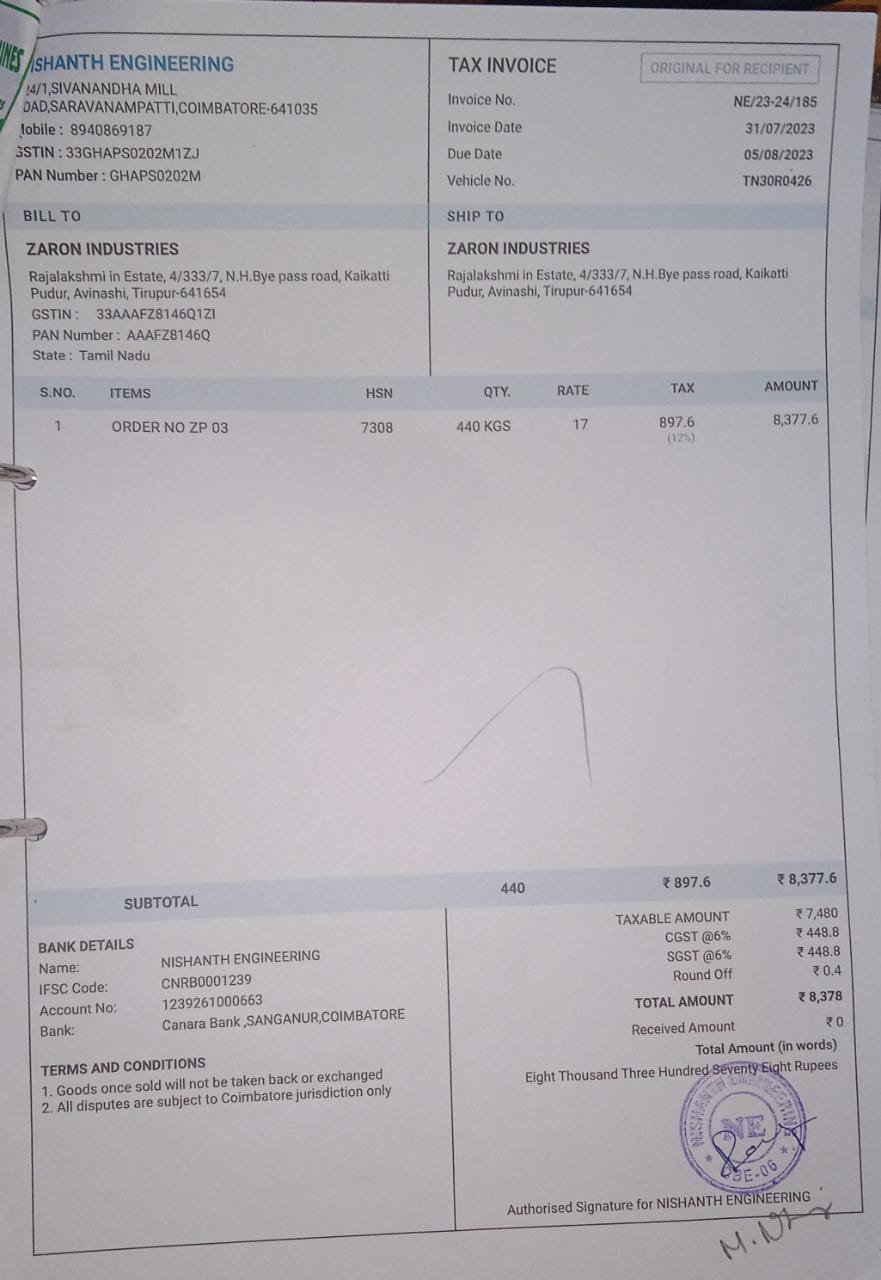 INES
ISHANTH ENGINEERING
24/1,SIVANANDHA MILL
OAD,SARAVANAMPATTI,COIMBATORE-641035
Mobile : 8940869187
GSTIN : 33GHAPS0202M1ZJ
PAN Number : GHAPS0202M
TAX INVOICE
ORIGINAL FOR RECIPIENT
Invoice No. NE/23-24/185
Invoice Date 31/07/2023
Due Date 05/08/2023
Vehicle No. TN30R0426
BILL TO
ZARON INDUSTRIES
Rajalakshmi in Estate, 4/333/7, N.H.Bye pass road, Kaikatti
Pudur, Avinashi, Tirupur-641654
GSTIN : 33AAAFZ8146Q1ZI
PAN Number : AAAFZ8146Q
State : Tamil Nadu
SHIP TO
ZARON INDUSTRIES
Rajalakshmi in Estate, 4/333/7, N.H.Bye pass road, Kaikatti
Pudur, Avinashi, Tirupur-641654
S.NO. ITEMS HSN QTY. RATE TAX AMOUNT
1 ORDER NO ZP 03 7308 440 KGS 17 897.6 8,377.6
(12%)
SUBTOTAL 440 ₹ 897.6 ₹ 8,377.6
BANK DETAILS
Name: NISHANTH ENGINEERING
IFSC Code: CNRB0001239
Account No: 1239261000663
Bank: Canara Bank ,SANGANUR,COIMBATORE
TERMS AND CONDITIONS
1. Goods once sold will not be taken back or exchanged
2. All disputes are subject to Coimbatore jurisdiction only
TAXABLE AMOUNT ₹ 7,480
CGST @6% ₹ 448.8
SGST @6% ₹ 448.8
Round Off ₹ 0.4
TOTAL AMOUNT ₹ 8,378
Received Amount ₹ 0
Total Amount (in words)
Eight Thousand Three Hundred Seventy Eight Rupees
NISHANTH ENGINEERING
NE
CBE-06
Authorised Signature for NISHANTH ENGINEERING